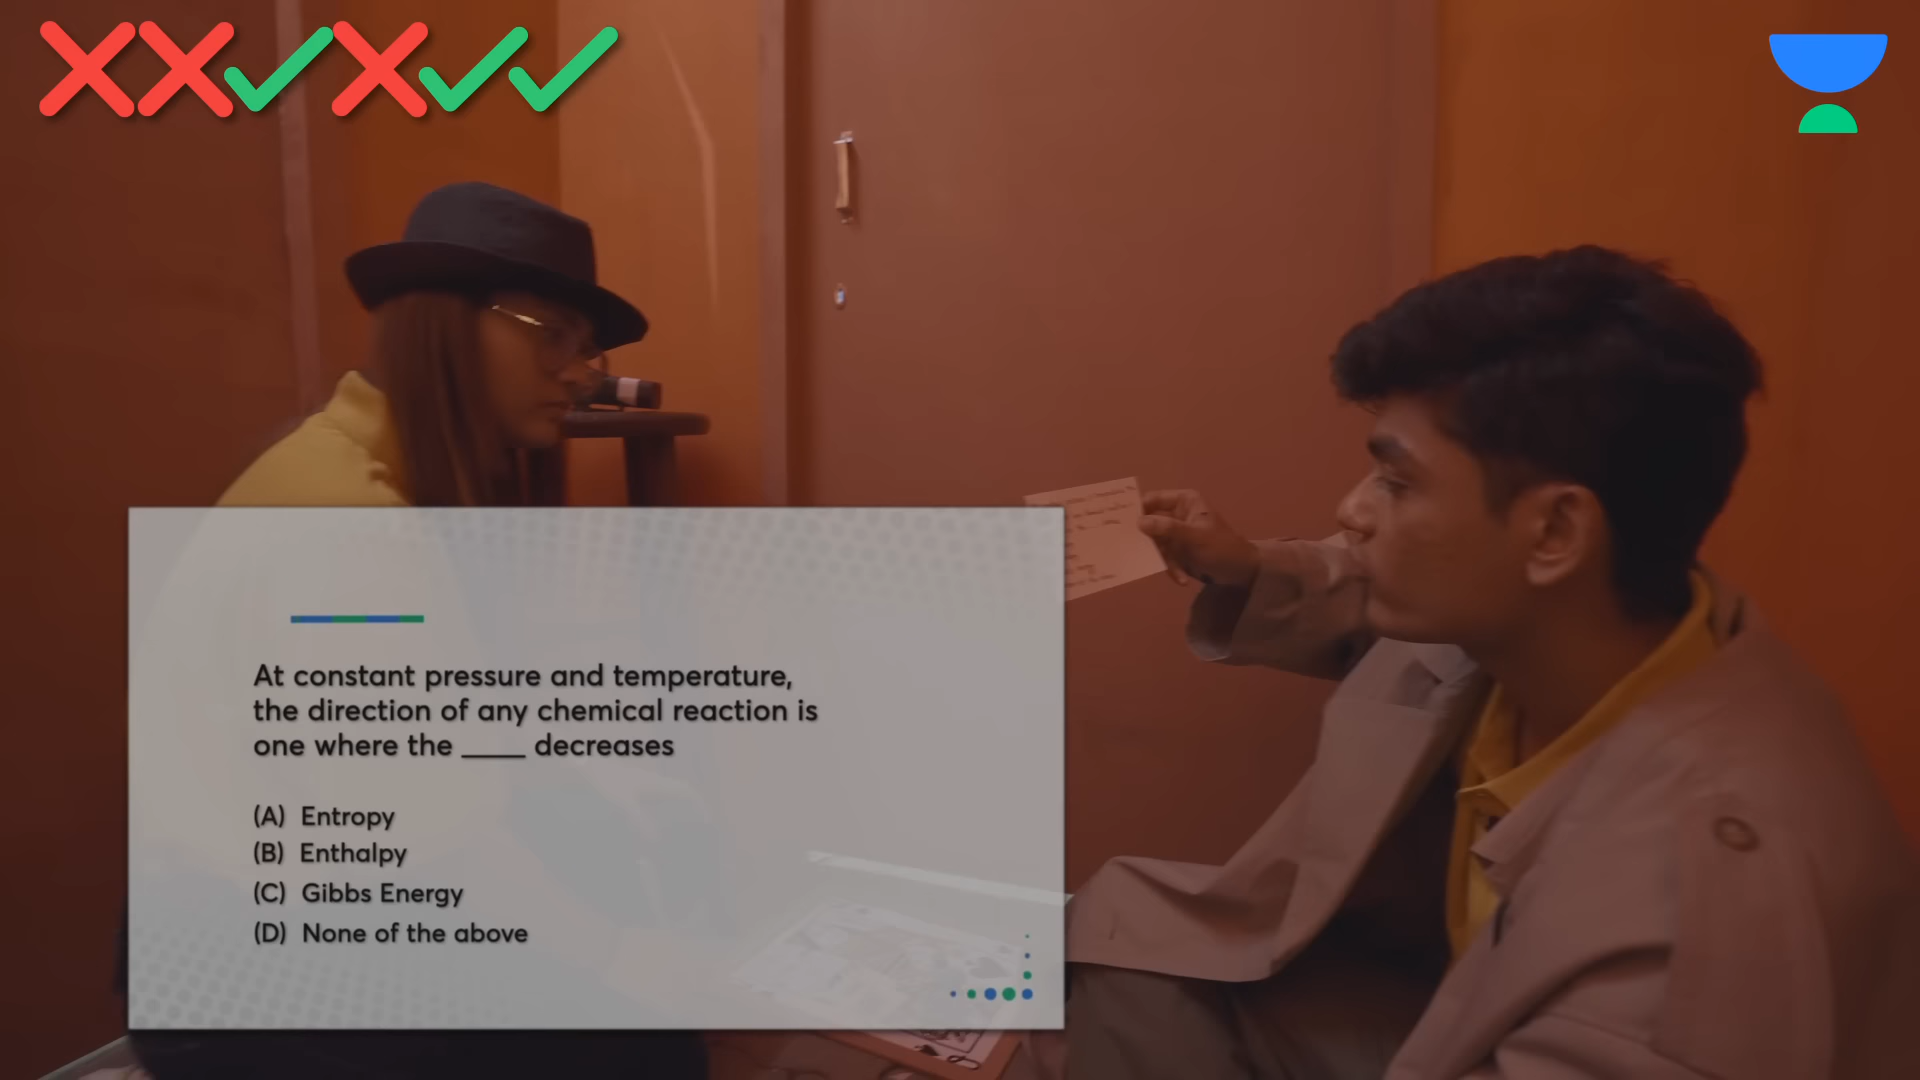 At constant pressure and temperature,
the direction of any chemical reaction is
one where the ____ decreases
(A) Entropy
(B) Enthalpy
(C) Gibbs Energy
(D) None of the above